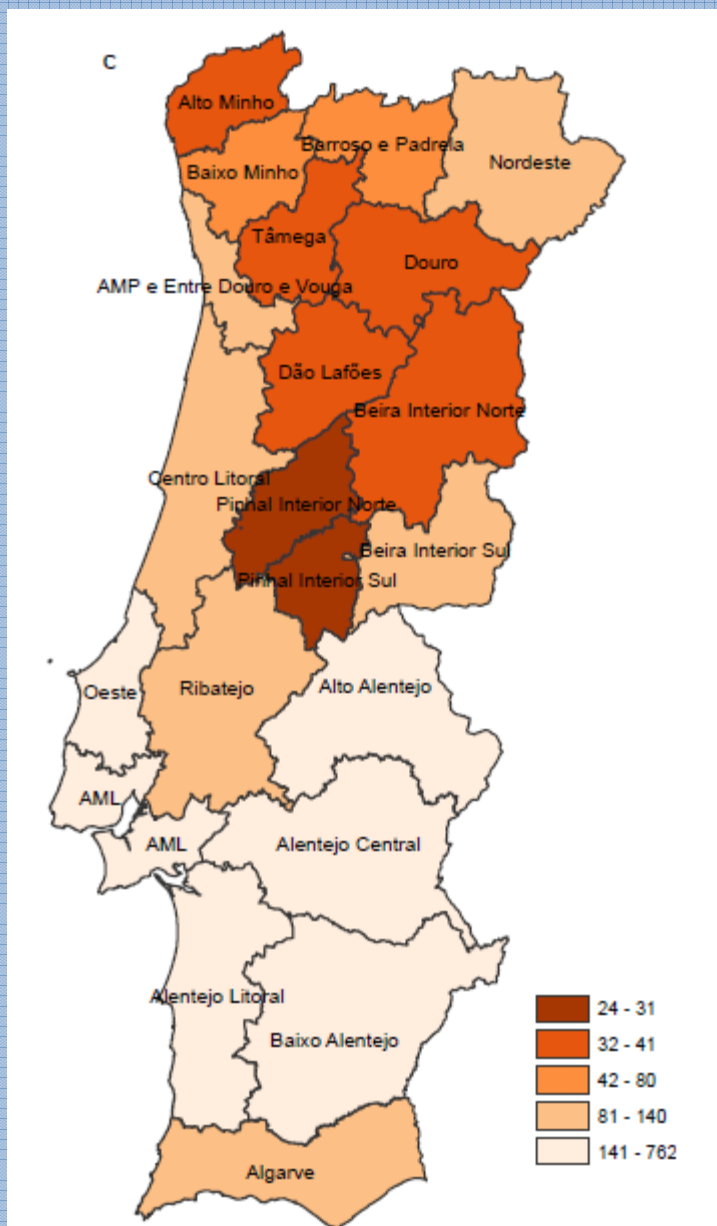 C
Alto Minho
Barroso e Padrela
Nordeste
Baixo Minho
Tâmega
Douro
AMP e Entre Douro e Vouga
Dão Lafões
Beira Interior Norte
Centro Litoral
Pinhal Interior Norte
Beira Interior Sul
Pinhal Interior Sul
Oeste
Ribatejo
Alto Alentejo
AML
AML
Alentejo Central
Alentejo Litoral
Baixo Alentejo
Algarve
24 - 31
32 - 41
42 - 80
81 - 140
141 - 762